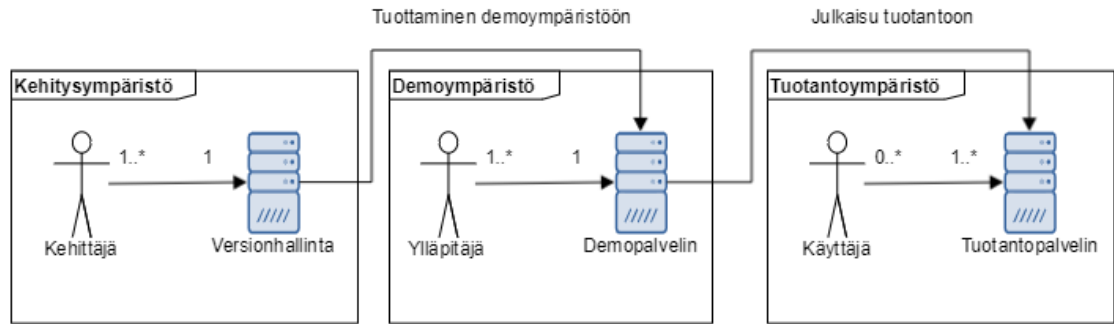 Tuottaminen demoympäristöön
Julkaisu tuotantoon
Kehitysympäristö
Demoympäristö
Tuotantoympäristö
1..* 1
1..* 1
0..* 1..*
Kehittäjä
Versionhallinta
Ylläpitäjä
Demopalvelin
Käyttäjä
Tuotantopalvelin